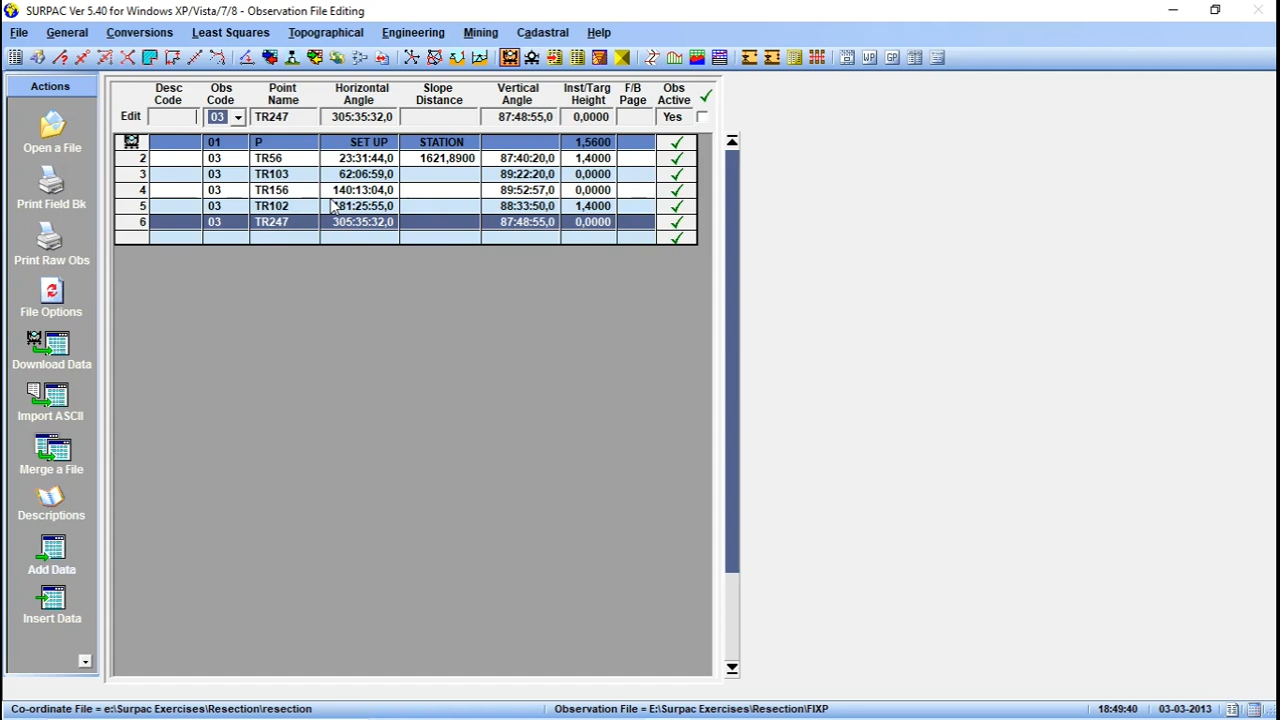 SURPAC Ver 5.40 for Windows XP/Vista/7/8 - Observation File Editing
File General Conversions Least Squares Topographical Engineering Mining Cadastral Help
WP GP
Actions
Open a File
Print Field Bk
Print Raw Obs
File Options
Download Data
Import ASCII
Merge a File
Descriptions
Add Data
Insert Data
Desc Code Obs Code Point Name Horizontal Angle Slope Distance Vertical Angle Inst/Targ Height F/B Page Obs Active
Edit 03 TR247 305:35:32,0 87:48:55,0 0,0000 Yes
01 P SET UP STATION 1,5600
2 03 TR56 23:31:44,0 1621,8900 87:40:20,0 1,4000
3 03 TR103 62:06:59,0 89:22:20,0 0,0000
4 03 TR156 140:13:04,0 89:52:57,0 0,0000
5 03 TR102 81:25:55,0 88:33:50,0 1,4000
6 03 TR247 305:35:32,0 87:48:55,0 0,0000
Co-ordinate File = e:\Surpac Exercises\Resection\resection Observation File = E:\Surpac Exercises\Resection\FIXP 18:49:40 03-03-2013